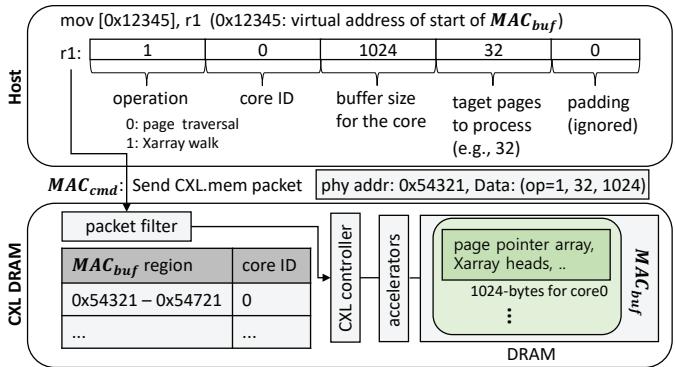 mov [0x12345], r1 (0x12345: virtual address of start of MACbuf)
r1: 1 0 1024 32 0
operation core ID buffer size for the core taget pages to process (e.g., 32) padding (ignored)
0: page traversal
1: Xarray walk
Host
MACcmd: Send CXL.mem packet phy addr: 0x54321, Data: (op=1, 32, 1024)
CXL DRAM
packet filter
MACbuf region core ID
0x54321 – 0x54721 0
... ...
CXL controller
accelerators
page pointer array,
Xarray heads, ..
1024-bytes for core0
⋮
MACbuf
DRAM